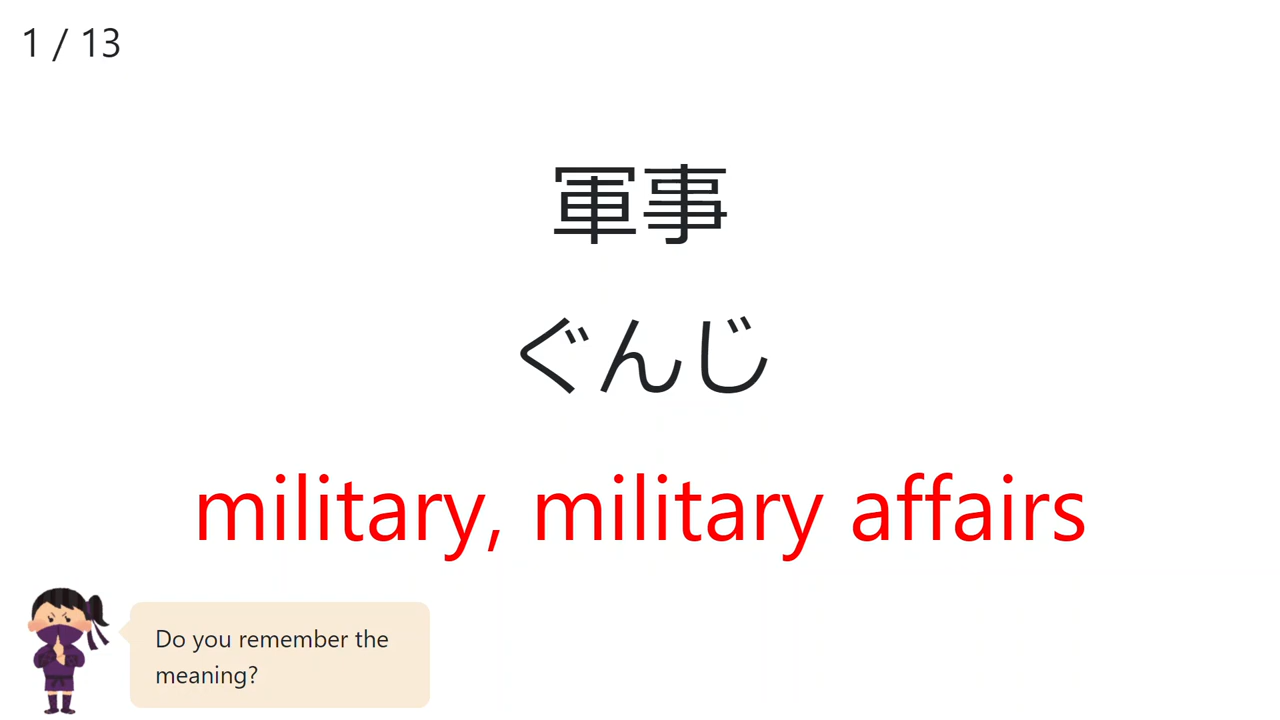 1 / 13
軍事
ぐんじ
military, military affairs
Do you remember the
meaning?